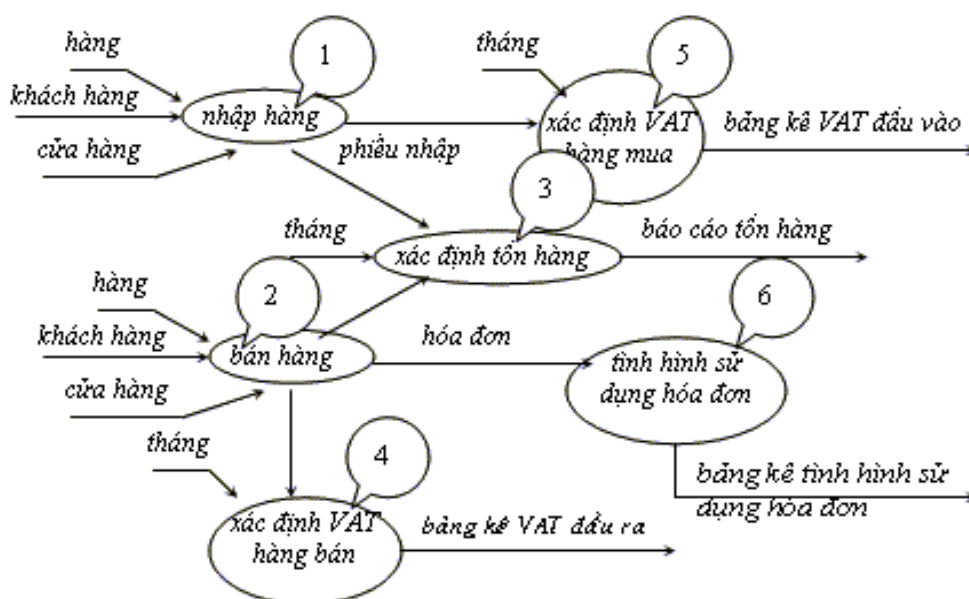 hàng
1
tháng
5
khách hàng
nhập hàng
xác định VAT
hàng mua
bảng kê VAT đầu vào
cửa hàng
phiếu nhập
3
tháng
xác định tồn hàng
báo cáo tồn hàng
hàng
2
6
khách hàng
bán hàng
hóa đơn
tình hình sử
dụng hóa đơn
cửa hàng
tháng
4
bảng kê tình hình sử
dụng hóa đơn
xác định VAT
hàng bán
bảng kê VAT đầu ra